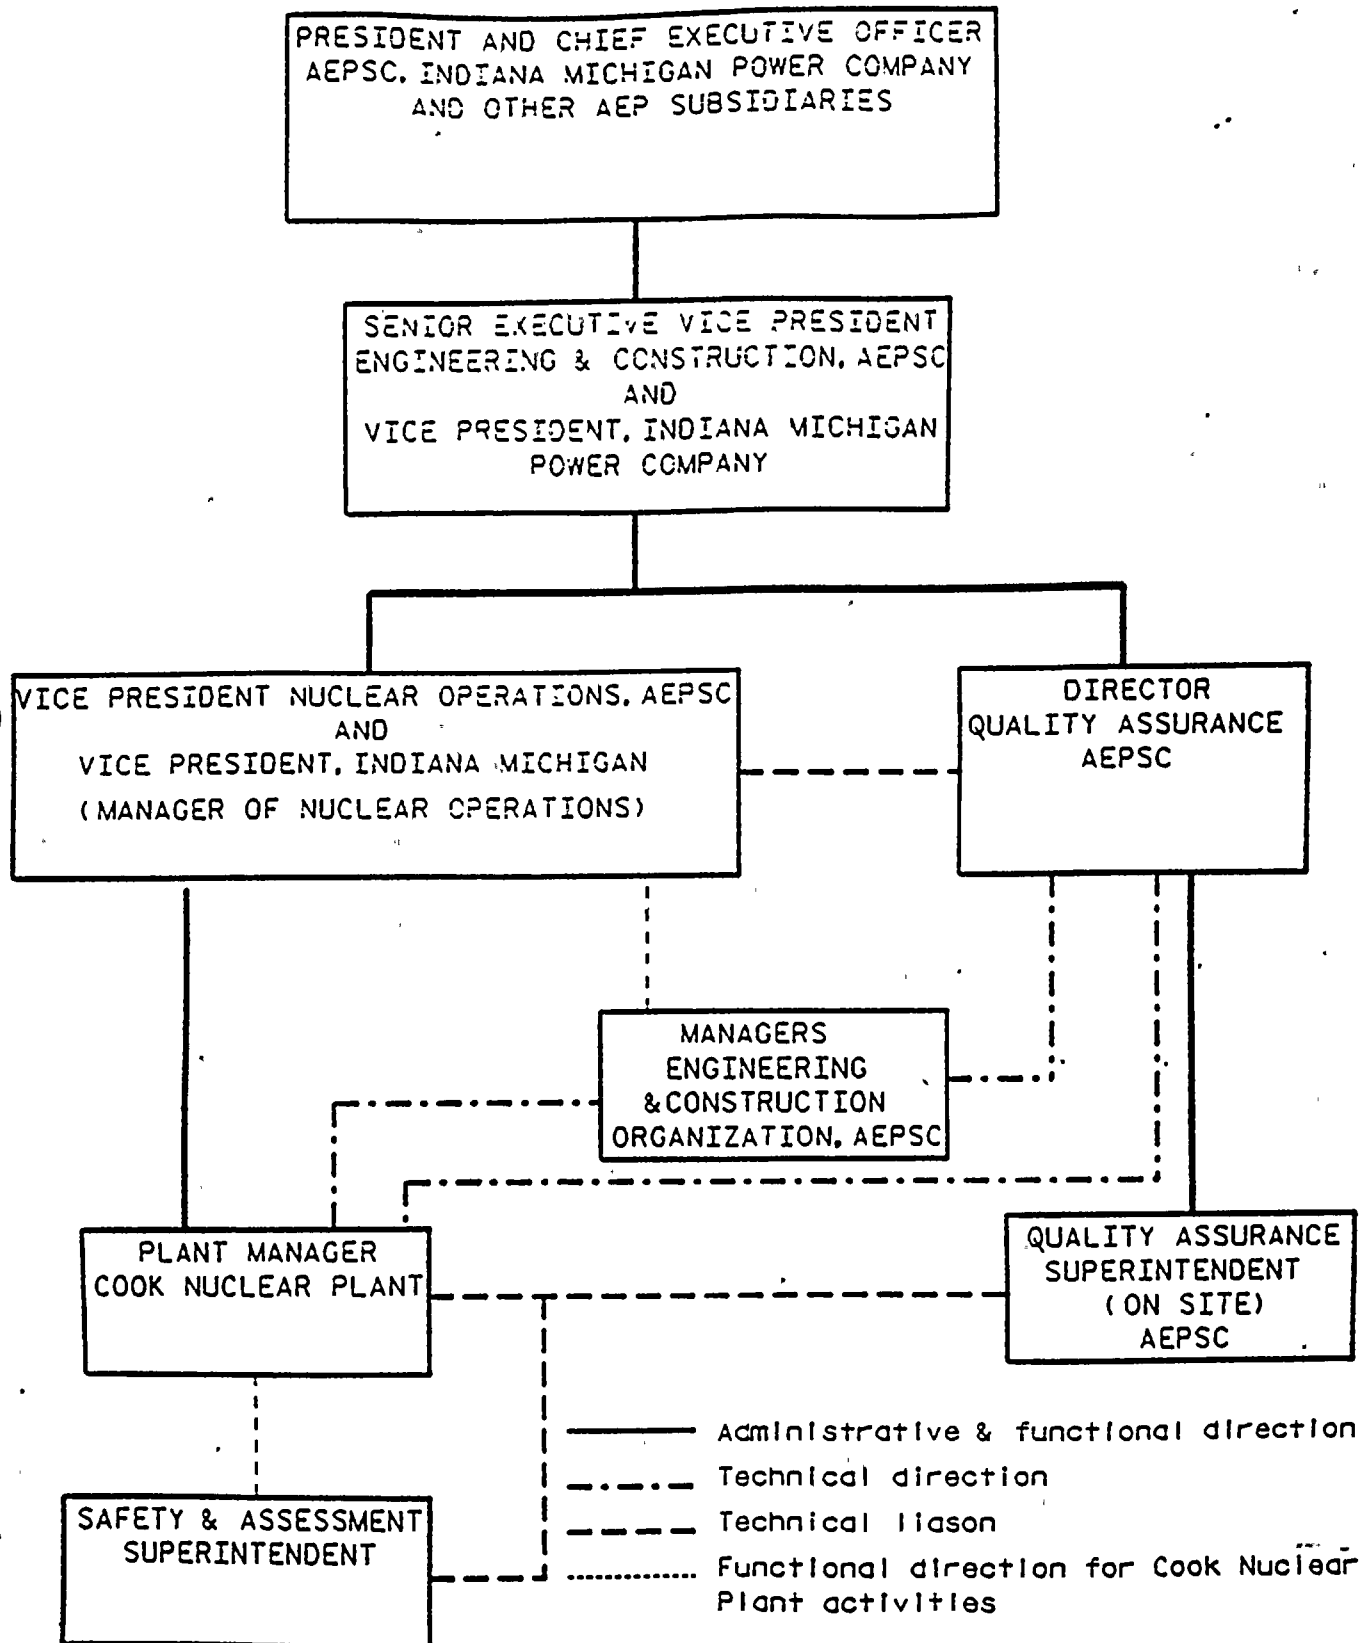 PRESIDENT AND CHIEF EXECUTIVE OFFICER
AEPSC, INDIANA MICHIGAN POWER COMPANY
AND OTHER AEP SUBSIDIARIES
SENIOR EXECUTIVE VICE PRESIDENT
ENGINEERING & CONSTRUCTION, AEPSC
AND
VICE PRESIDENT, INDIANA MICHIGAN
POWER COMPANY
VICE PRESIDENT NUCLEAR OPERATIONS, AEPSC
AND
VICE PRESIDENT, INDIANA MICHIGAN
(MANAGER OF NUCLEAR OPERATIONS)
DIRECTOR
QUALITY ASSURANCE
AEPSC
MANAGERS
ENGINEERING
&CONSTRUCTION
ORGANIZATION, AEPSC
PLANT MANAGER
COOK NUCLEAR PLANT
QUALITY ASSURANCE
SUPERINTENDENT
(ON SITE)
AEPSC
SAFETY & ASSESSMENT
SUPERINTENDENT
Administrative & functional direction
Technical direction
Technical liason
Functional direction for Cook Nuclear
Plant activities